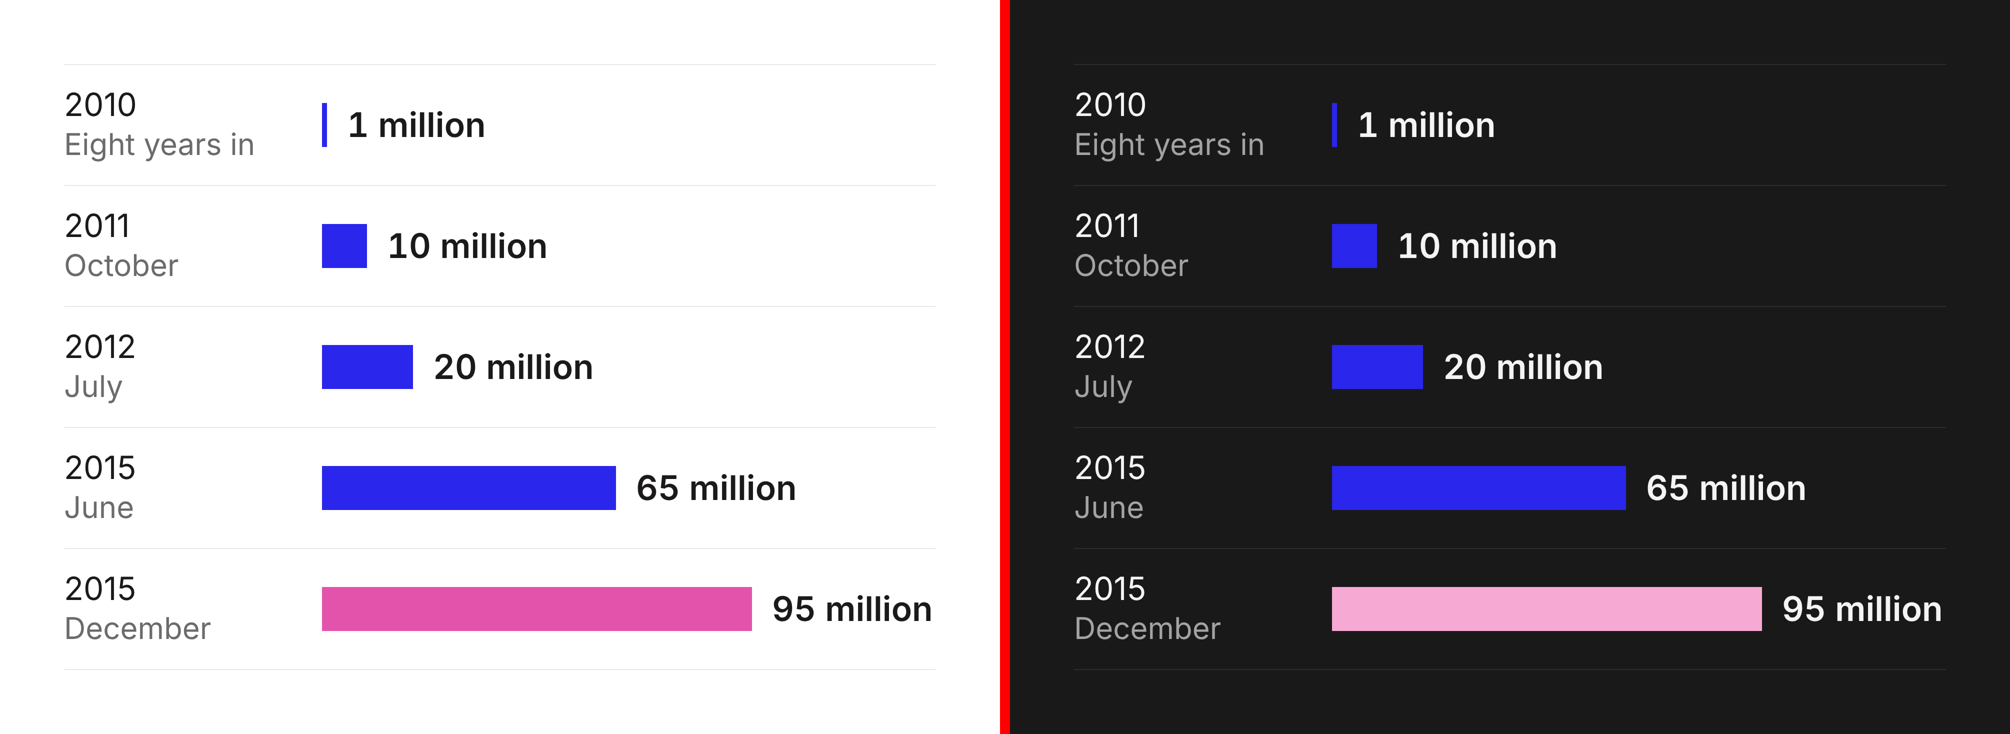 2010
Eight years in
1 million
2011
October
10 million
2012
July
20 million
2015
June
65 million
2015
December
95 million
2010
Eight years in
1 million
2011
October
10 million
2012
July
20 million
2015
June
65 million
2015
December
95 million